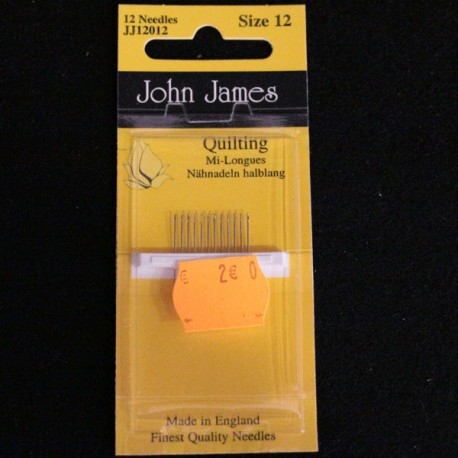 12 Needles
JJ12012
Size 12
John James
Quilting
Mi-Longues
Nähnadeln halblang
€ 2€ 0
Made in England
Finest Quality Needles